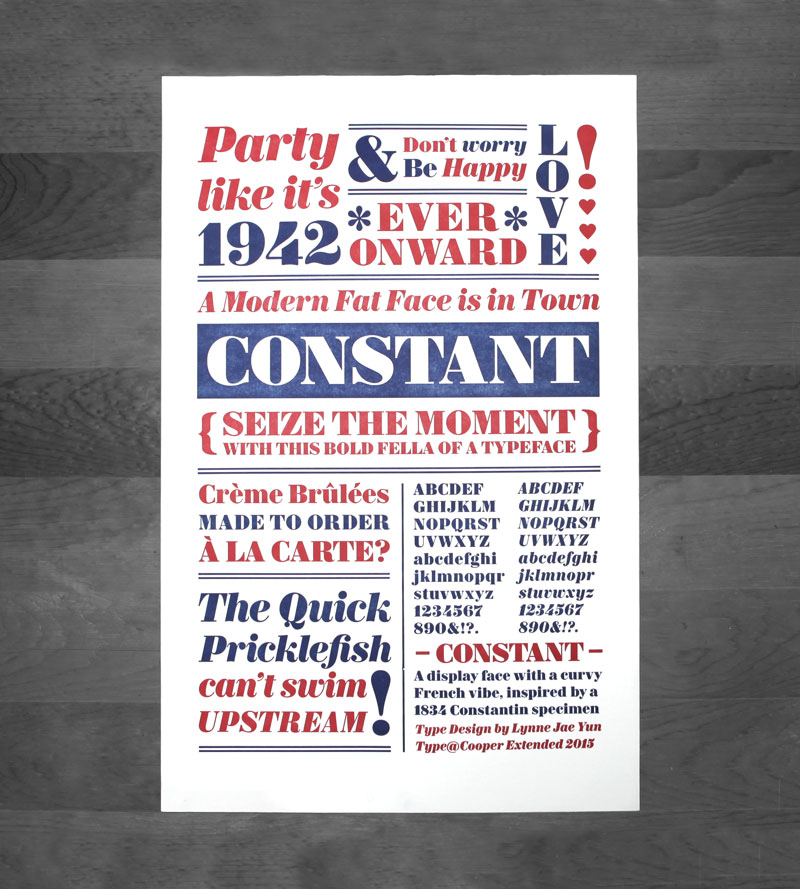 Party
like it's
1942
&
Don't worry
Be Happy
* EVER *
ONWARD
LOVE
!
♥
♥
♥
A Modern Fat Face is in Town
CONSTANT
{ SEIZE THE MOMENT
WITH THIS BOLD FELLA OF A TYPEFACE }
Crème Brûlées
MADE TO ORDER
À LA CARTE?
The Quick
Pricklefish
can't swim
UPSTREAM!
ABCDEF
GHIJKLM
NOPQRST
UVWXYZ
abcdefghi
jklmnopqr
stuvwxyz
1234567
890&!?.
ABCDEF
GHIJKLM
NOPQRST
UVWXYZ
abcdefghi
jklmnopr
stuvwxyz
1234567
890&!?.
– CONSTANT –
A display face with a curvy
French vibe, inspired by a
1834 Constantin specimen
Type Design by Lynne Jae Yun
Type@Cooper Extended 2015